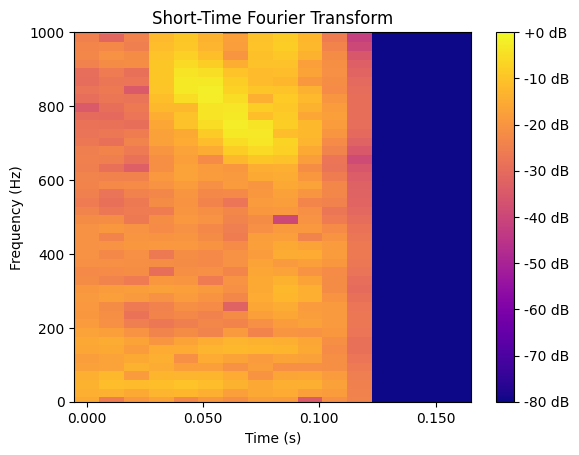 Short-Time Fourier Transform
1000
800
600
400
200
0
Frequency (Hz)
0.000
0.050
0.100
0.150
Time (s)
+0 dB
-10 dB
-20 dB
-30 dB
-40 dB
-50 dB
-60 dB
-70 dB
-80 dB